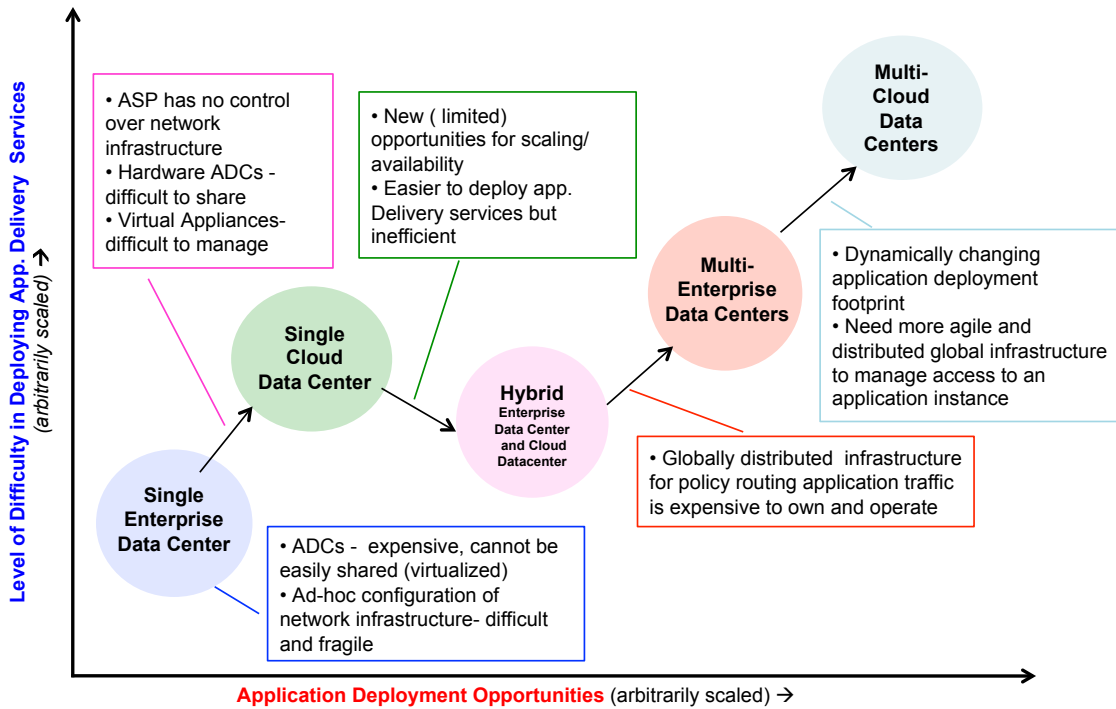 Level of Difficulty in Deploying App. Delivery Services
(arbitrarily scaled) →
• ASP has no control
over network
infrastructure
• Hardware ADCs -
difficult to share
• Virtual Appliances-
difficult to manage
• New ( limited)
opportunities for scaling/
availability
• Easier to deploy app.
Delivery services but
inefficient
Multi-
Cloud
Data
Centers
Multi-
Enterprise
Data Centers
• Dynamically changing
application deployment
footprint
• Need more agile and
distributed global infrastructure
to manage access to an
application instance
Single
Cloud
Data Center
Hybrid
Enterprise
Data Center
and Cloud
Datacenter
• Globally distributed infrastructure
for policy routing application traffic
is expensive to own and operate
Single
Enterprise
Data Center
• ADCs - expensive, cannot be
easily shared (virtualized)
• Ad-hoc configuration of
network infrastructure- difficult
and fragile
Application Deployment Opportunities (arbitrarily scaled) →